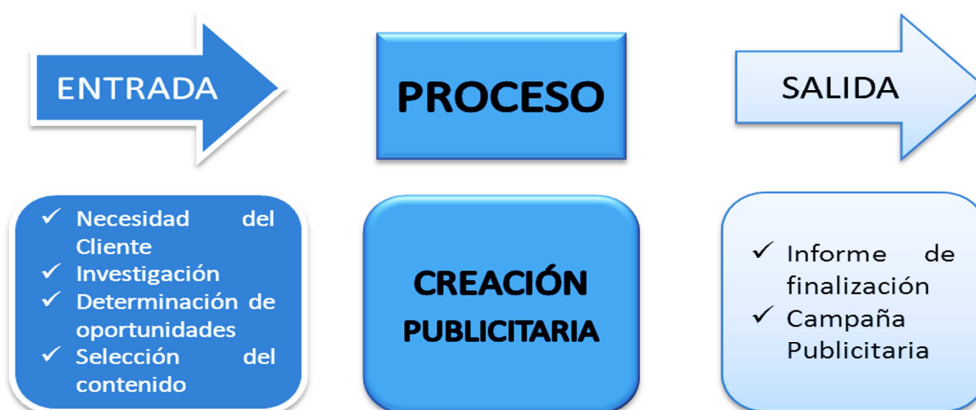 ENTRADA
PROCESO
SALIDA
✓ Necesidad del
Cliente
✓ Investigación
✓ Determinación de
oportunidades
✓ Selección del
contenido
CREACIÓN
PUBLICITARIA
✓ Informe de
finalización
✓ Campaña
Publicitaria